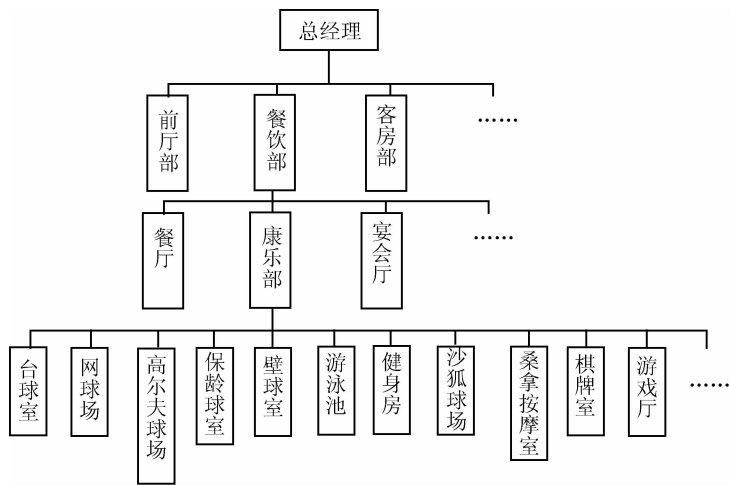 总经理
前厅部
餐饮部
客房部
……
餐厅
康乐部
宴会厅
……
台球室
网球场
高尔夫球场
保龄球室
壁球室
游泳池
健身房
沙狐球场
桑拿按摩室
棋牌室
游戏厅
……